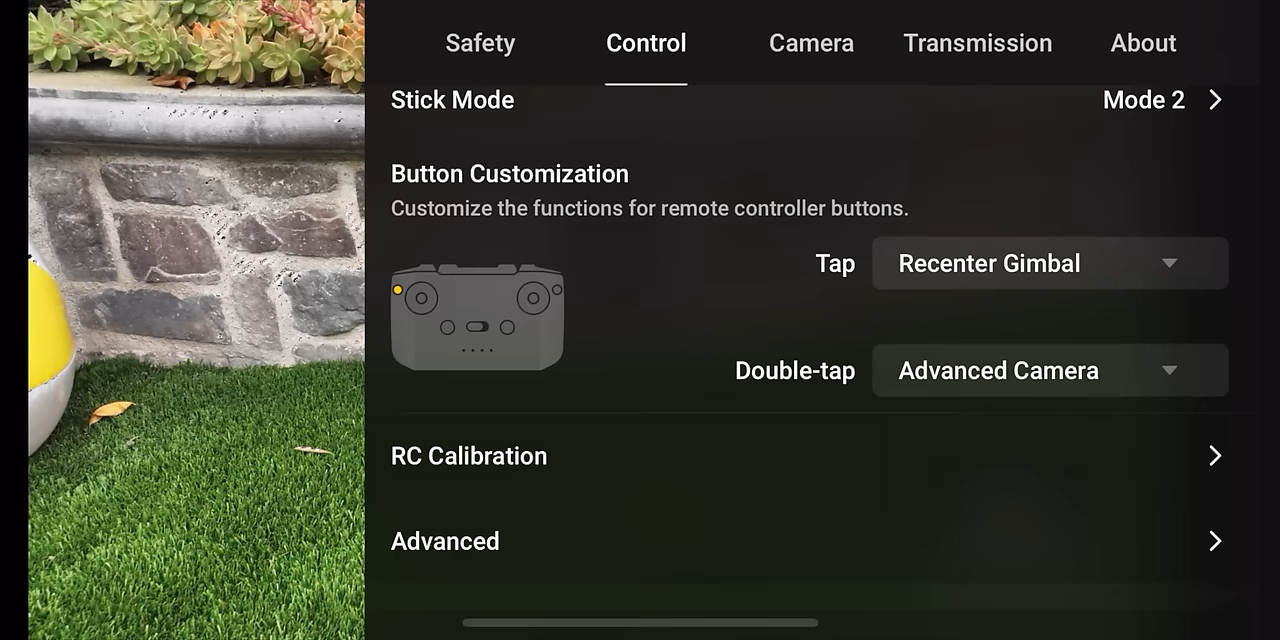 Safety Control Camera Transmission About
Stick Mode Mode 2
Button Customization
Customize the functions for remote controller buttons.
Tap Recenter Gimbal
Double-tap Advanced Camera
RC Calibration
Advanced